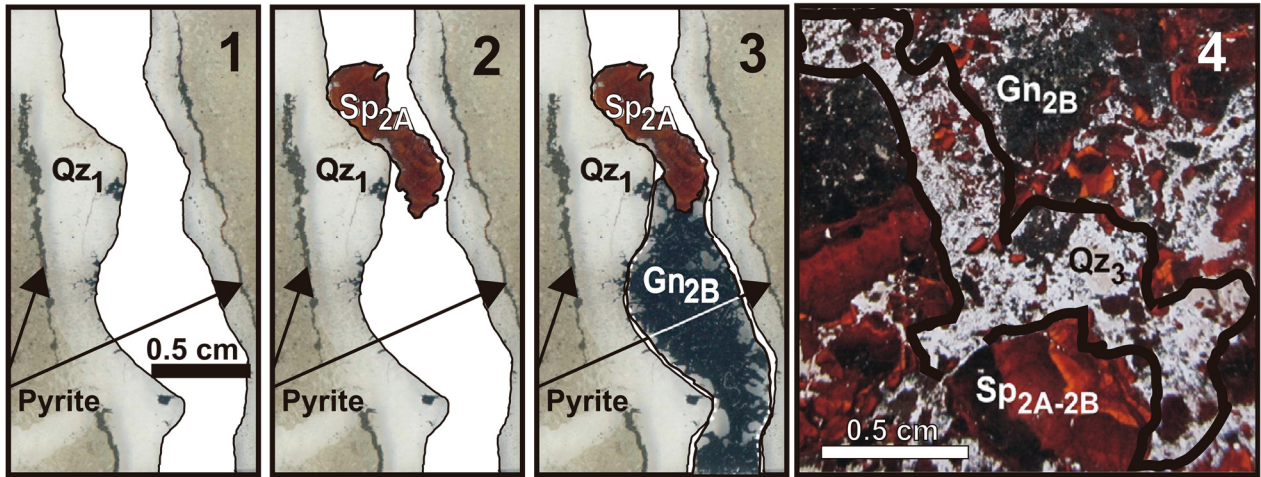 1
Qz1
0.5 cm
Pyrite
2
Sp2A
Qz1
Pyrite
3
Sp2A
Qz1
Gn2B
Pyrite
4
Gn2B
Qz3
Sp2A-2B
0.5 cm